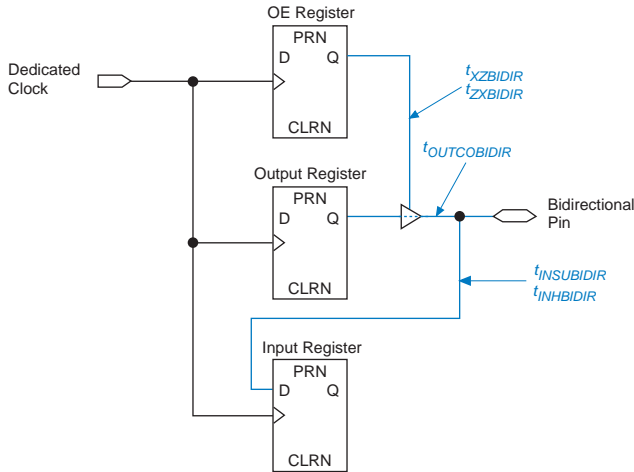 OE Register
PRN
D Q
CLRN
Dedicated
Clock
tXZBIDIR
tZXBIDIR
tOUTCOBIDIR
Output Register
PRN
D Q
CLRN
Bidirectional
Pin
tINSUBIDIR
tINHBIDIR
Input Register
PRN
D Q
CLRN